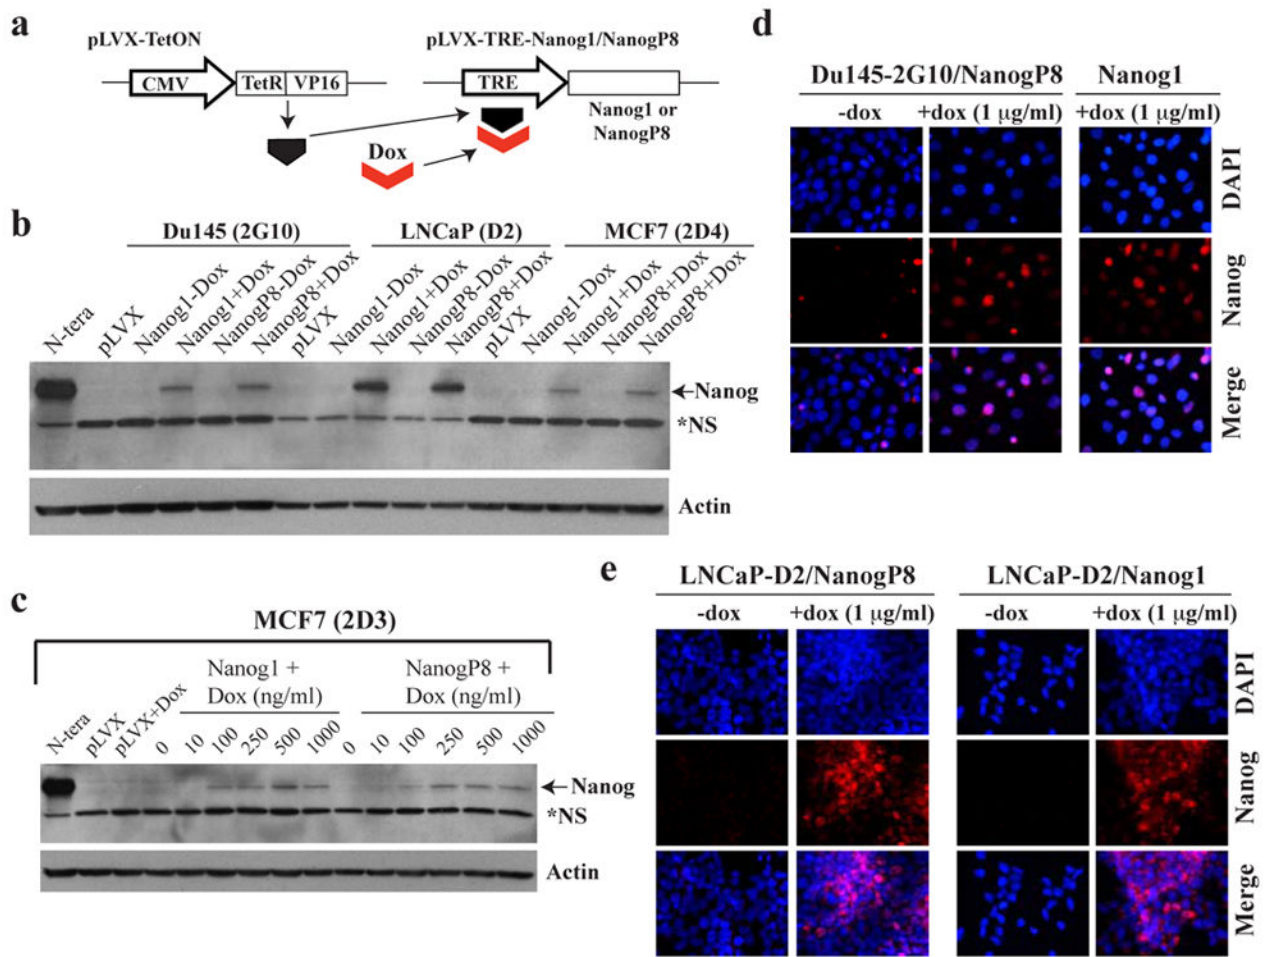 a
pLVX-TetON
CMV
TetR
VP16
pLVX-TRE-Nanog1/NanogP8
TRE
Nanog1 or
NanogP8
Dox
b
Du145 (2G10)
LNCaP (D2)
MCF7 (2D4)
N-tera
pLVX
Nanog1-Dox
Nanog1+Dox
NanogP8-Dox
NanogP8+Dox
pLVX
Nanog1-Dox
Nanog1+Dox
NanogP8-Dox
NanogP8+Dox
pLVX
Nanog1-Dox
Nanog1+Dox
NanogP8+Dox
NanogP8+Dox
Nanog
*NS
Actin
c
MCF7 (2D3)
Nanog1 +
Dox (ng/ml)
NanogP8 +
Dox (ng/ml)
N-tera
pLVX
pLVX+Dox
0
10
100
250
500
1000
0
10
100
250
500
1000
Nanog
*NS
Actin
d
Du145-2G10/NanogP8
Nanog1
-dox
+dox (1 µg/ml)
+dox (1 µg/ml)
DAPI
Nanog
Merge
e
LNCaP-D2/NanogP8
LNCaP-D2/Nanog1
-dox
+dox (1 µg/ml)
-dox
+dox (1 µg/ml)
DAPI
Nanog
Merge